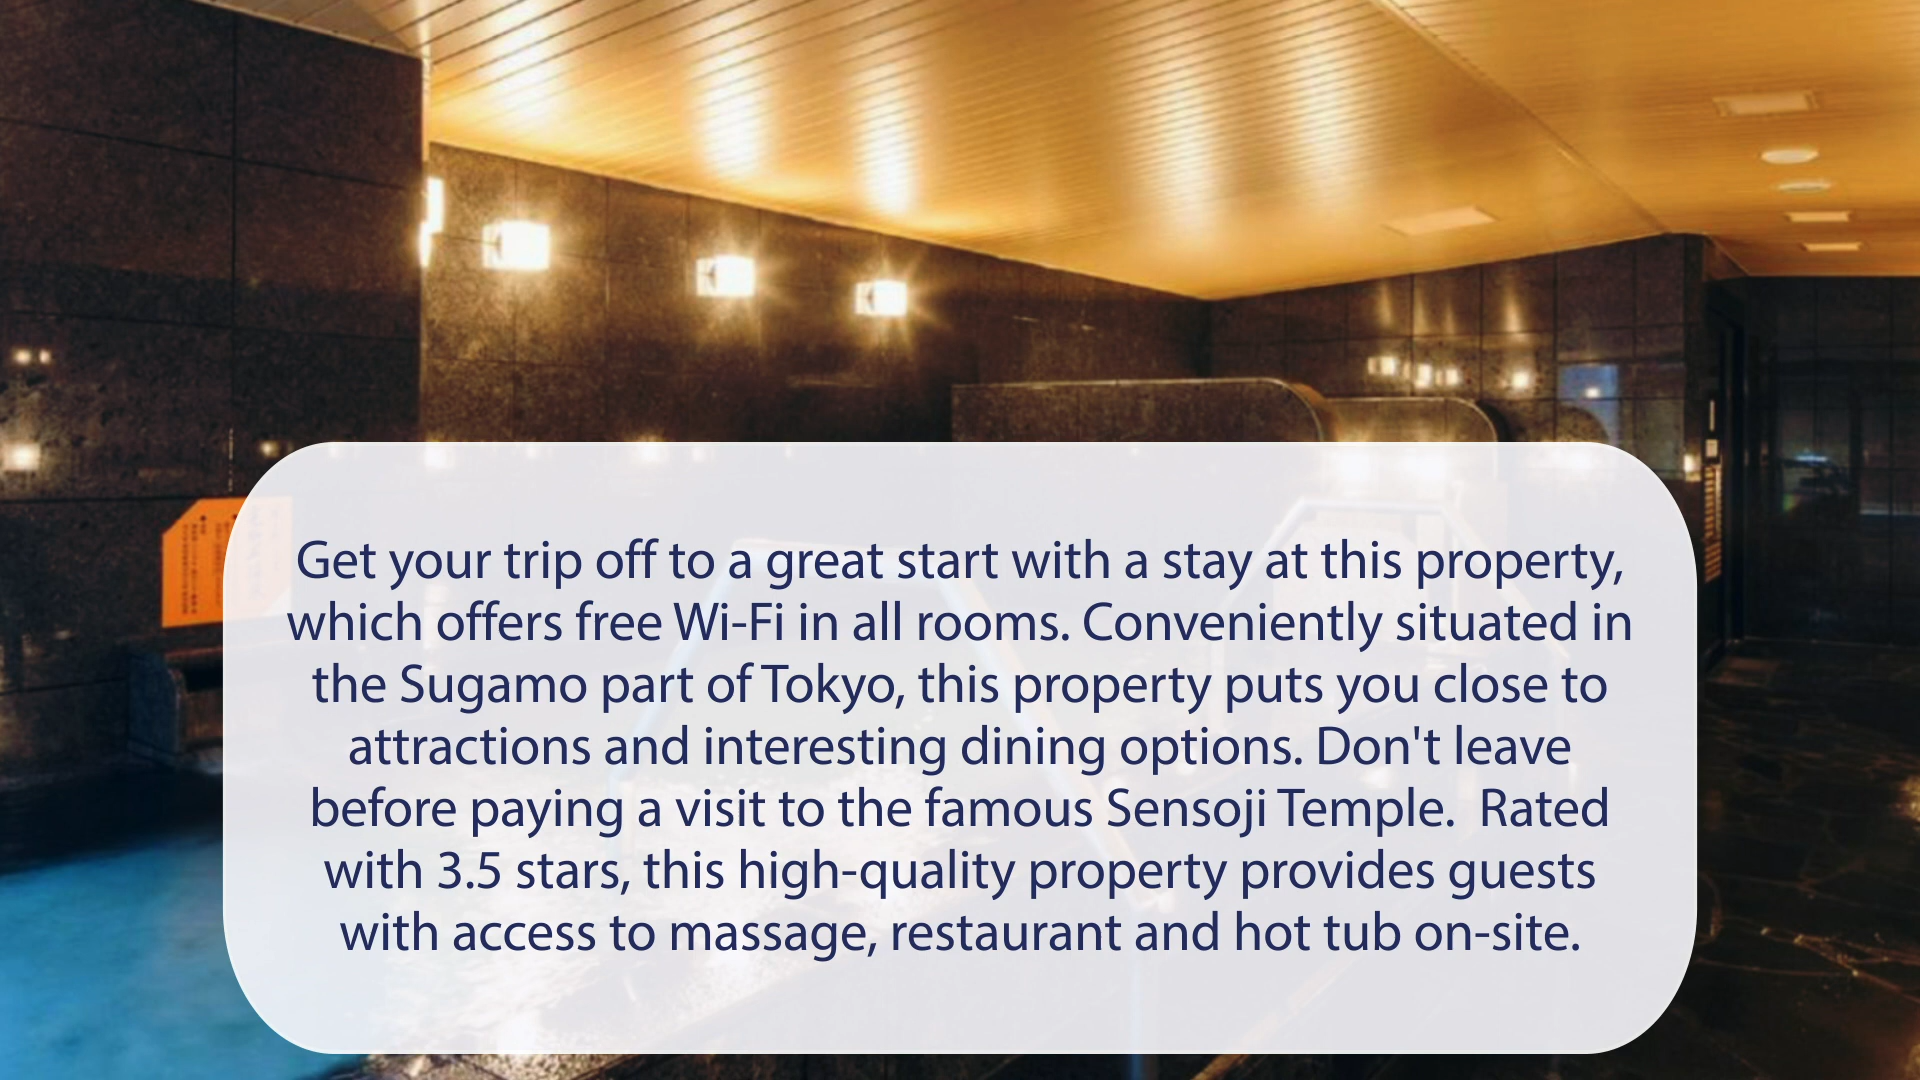 Get your trip off to a great start with a stay at this property,
which offers free Wi-Fi in all rooms. Conveniently situated in
the Sugamo part of Tokyo, this property puts you close to
attractions and interesting dining options. Don't leave
before paying a visit to the famous Sensoji Temple.  Rated
with 3.5 stars, this high-quality property provides guests
with access to massage, restaurant and hot tub on-site.